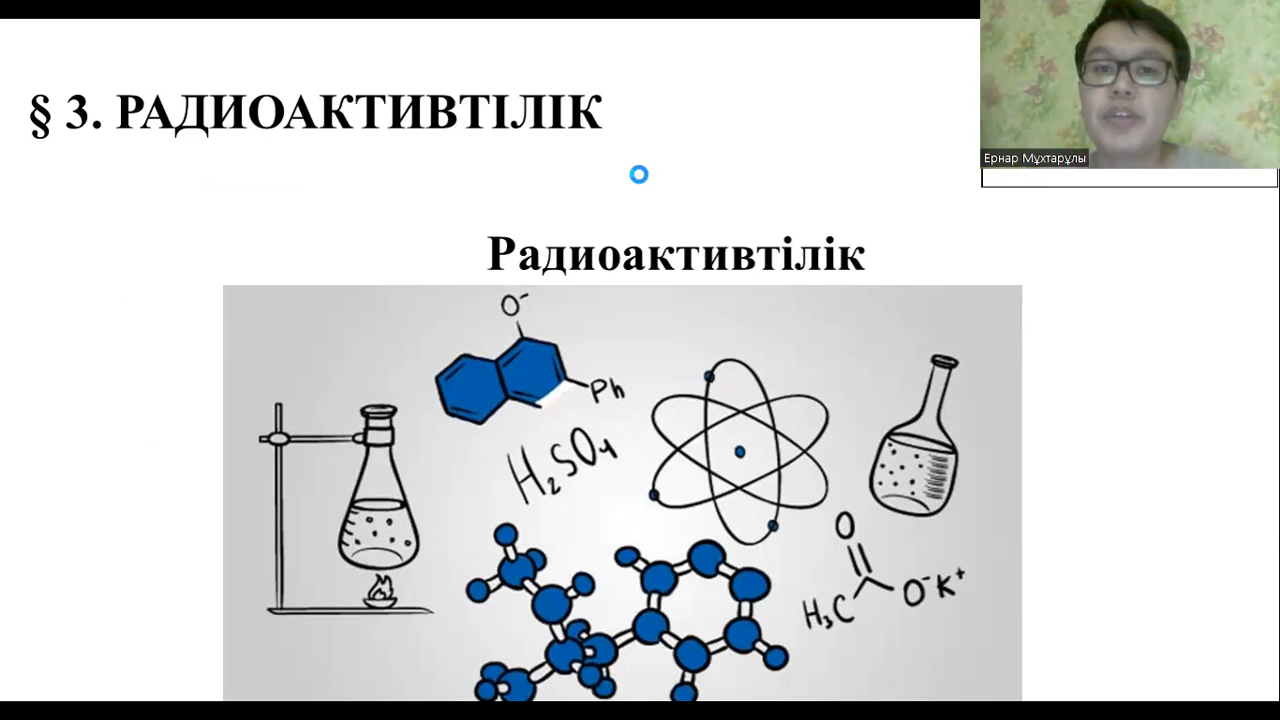 § 3. РАДИОАКТИВТІЛІК
Ернар Мұхтарұлы
Радиоактивтілік
O⁻
Ph
H₂SO₄
O
H₃C
O⁻K⁺